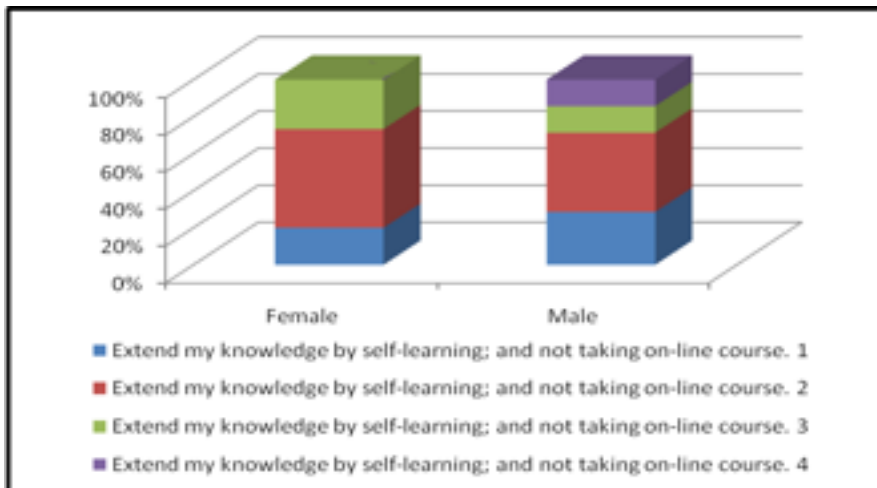 100%
80%
60%
40%
20%
0%
Female Male
Extend my knowledge by self-learning; and not taking on-line course. 1
Extend my knowledge by self-learning; and not taking on-line course. 2
Extend my knowledge by self-learning; and not taking on-line course. 3
Extend my knowledge by self-learning; and not taking on-line course. 4